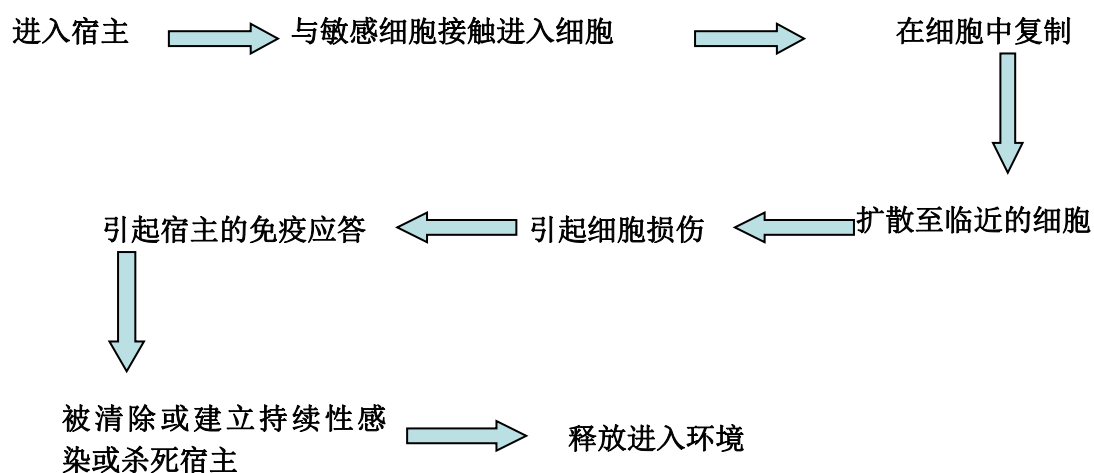 进入宿主
与敏感细胞接触进入细胞
在细胞中复制
扩散至临近的细胞
引起细胞损伤
引起宿主的免疫应答
被清除或建立持续性感
染或杀死宿主
释放进入环境